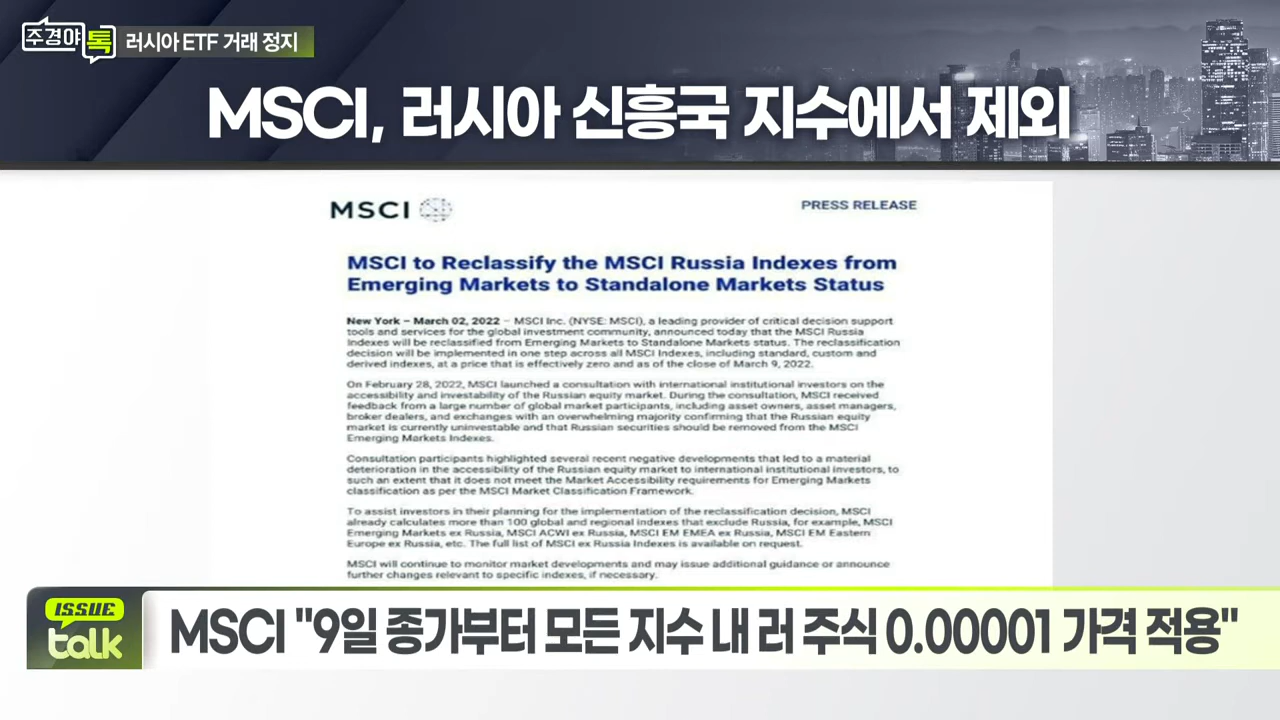 주경야톡 러시아 ETF 거래 정지
MSCI, 러시아 신흥국 지수에서 제외
MSCI
PRESS RELEASE
MSCI to Reclassify the MSCI Russia Indexes from
Emerging Markets to Standalone Markets Status
New York – March 02, 2022 – MSCI Inc. (NYSE: MSCI), a leading provider of critical decision support
tools and services for the global investment community, announced today that the MSCI Russia
Indexes will be reclassified from Emerging Markets to Standalone Markets status. The reclassification
decision will be implemented in one step across all MSCI Indexes, including standard, custom and
derived indexes, at a price that is effectively zero and as of the close of March 9, 2022.
On February 28, 2022, MSCI launched a consultation with international institutional investors on the
accessibility and investability of the Russian equity market. During the consultation, MSCI received
feedback from a large number of global market participants, including asset owners, asset managers,
broker dealers, and exchanges with an overwhelming majority confirming that the Russian equity
market is currently uninvestable and that Russian securities should be removed from the MSCI
Emerging Markets Indexes.
Consultation participants highlighted several recent negative developments that led to a material
deterioration in the accessibility of the Russian equity market to international institutional investors, to
such an extent that it does not meet the Market Accessibility requirements for Emerging Markets
classification as per the MSCI Market Classification Framework.
To assist investors in their planning for the implementation of the reclassification decision, MSCI
already calculates more than 100 global and regional indexes that exclude Russia, for example, MSCI
Emerging Markets ex Russia, MSCI ACWI ex Russia, MSCI EM EMEA ex Russia, MSCI EM Eastern
Europe ex Russia, etc. The full list of MSCI ex Russia Indexes is available on request.
MSCI will continue to monitor market developments and may issue additional guidance or announce
further changes relevant to specific indexes, if necessary.
ISSUE
talk
MSCI "9일 종가부터 모든 지수 내 러 주식 0.00001 가격 적용"